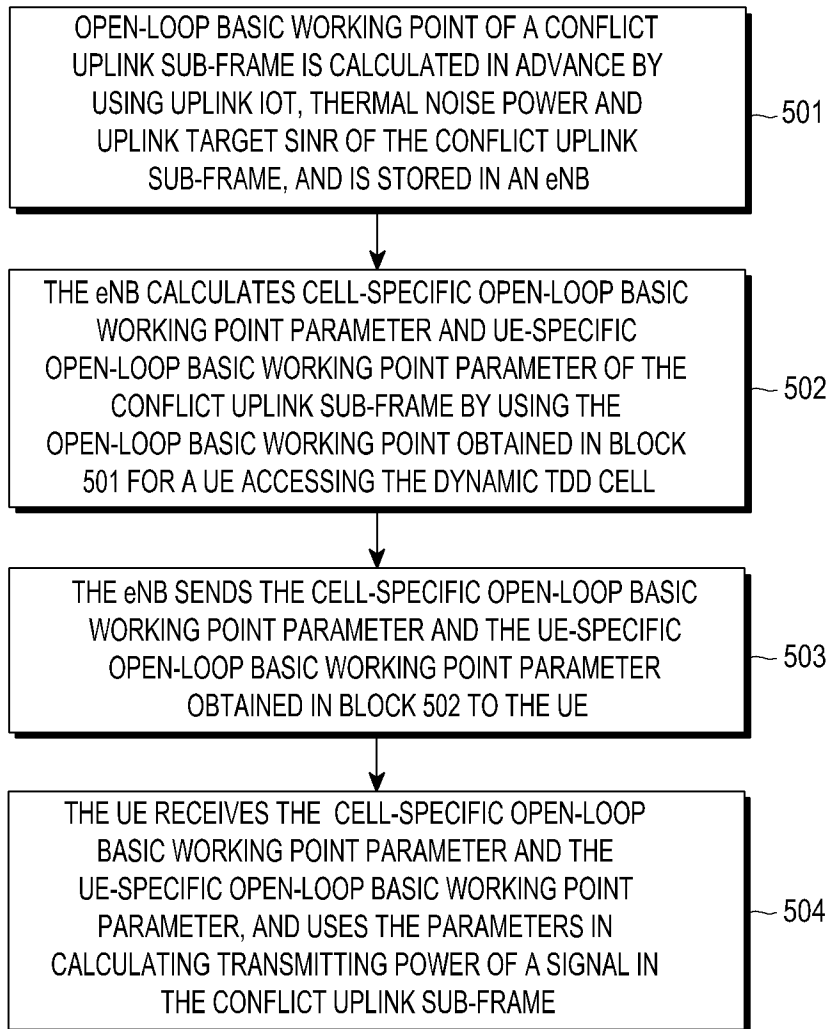 OPEN-LOOP BASIC WORKING POINT OF A CONFLICT
UPLINK SUB-FRAME IS CALCULATED IN ADVANCE BY
USING UPLINK IOT, THERMAL NOISE POWER AND
UPLINK TARGET SINR OF THE CONFLICT UPLINK
SUB-FRAME, AND IS STORED IN AN eNB
501
THE eNB CALCULATES CELL-SPECIFIC OPEN-LOOP BASIC
WORKING POINT PARAMETER AND UE-SPECIFIC
OPEN-LOOP BASIC WORKING POINT PARAMETER OF THE
CONFLICT UPLINK SUB-FRAME BY USING THE
OPEN-LOOP BASIC WORKING POINT OBTAINED IN BLOCK
501 FOR A UE ACCESSING THE DYNAMIC TDD CELL
502
THE eNB SENDS THE CELL-SPECIFIC OPEN-LOOP BASIC
WORKING POINT PARAMETER AND THE UE-SPECIFIC
OPEN-LOOP BASIC WORKING POINT PARAMETER
OBTAINED IN BLOCK 502 TO THE UE
503
THE UE RECEIVES THE CELL-SPECIFIC OPEN-LOOP
BASIC WORKING POINT PARAMETER AND THE
UE-SPECIFIC OPEN-LOOP BASIC WORKING POINT
PARAMETER, AND USES THE PARAMETERS IN
CALCULATING TRANSMITTING POWER OF A SIGNAL IN
THE CONFLICT UPLINK SUB-FRAME
504